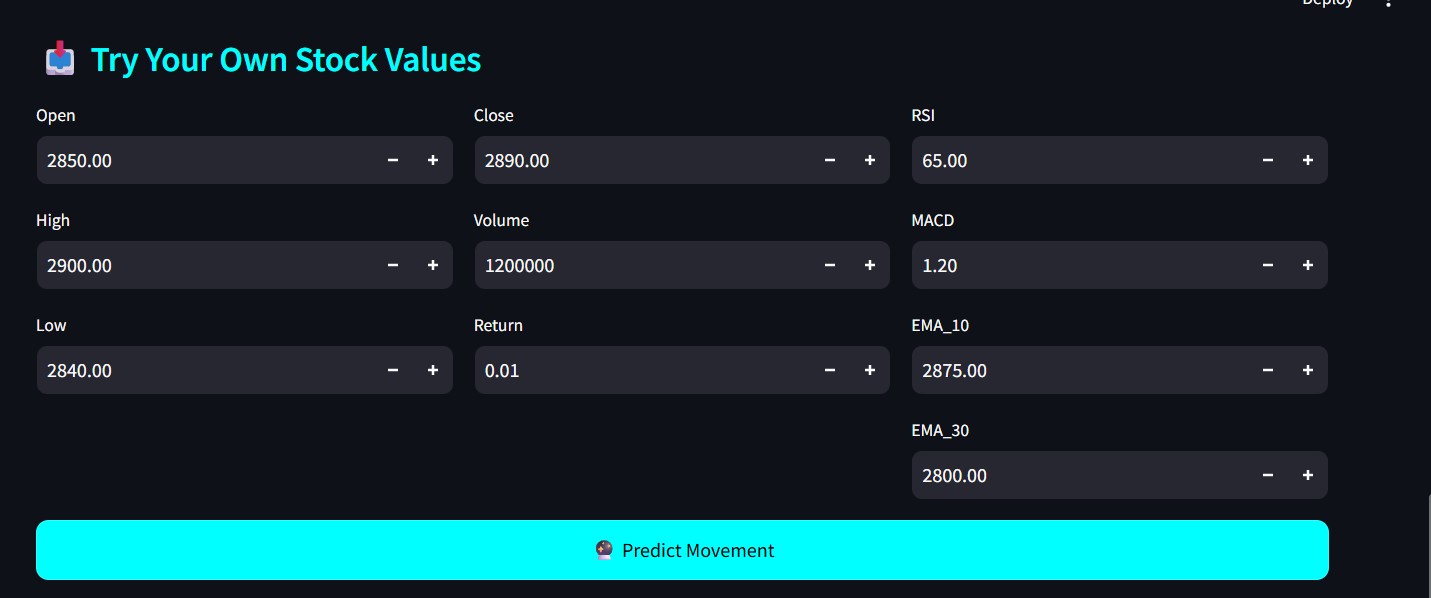 Deploy
Try Your Own Stock Values
Open
Close
RSI
2850.00
2890.00
65.00
High
Volume
MACD
2900.00
1200000
1.20
Low
Return
EMA_10
2840.00
0.01
2875.00
EMA_30
2800.00
Predict Movement